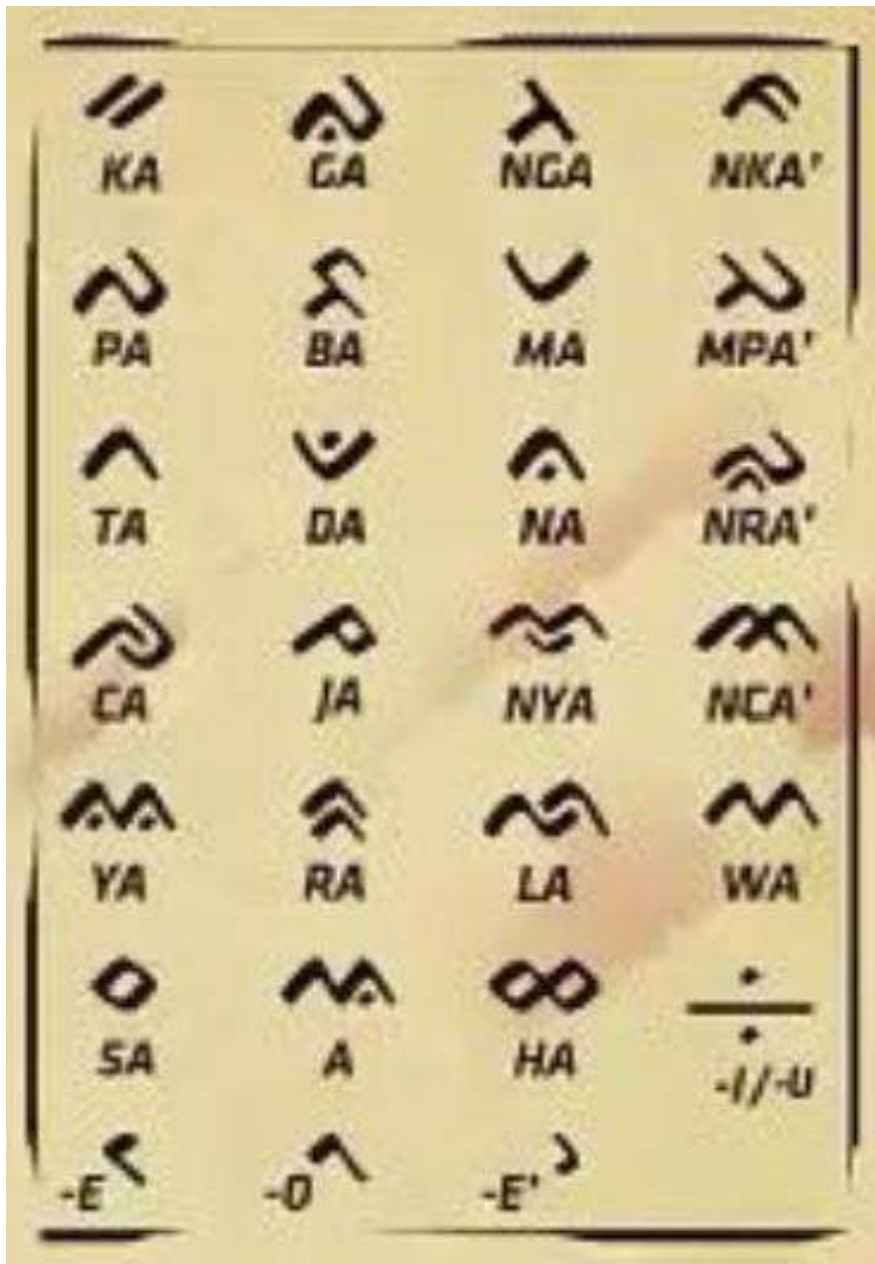 ᨀ ᨁ ᨂ ᨃ
KA GA NGA NKA'
ᨄ ᨅ ᨆ ᨇ
PA BA MA MPA'
ᨈ ᨉ ᨊ ᨋ
TA DA NA NRA'
ᨌ ᨍ ᨎ ᨏ
CA JA NYA NCA'
ᨐ ᨑ ᨒ ᨓ
YA RA LA WA
ᨔ ᨕ ᨖ
SA A HA -I/-U
-E ᨙ -O ᨚ -E' ᨛ